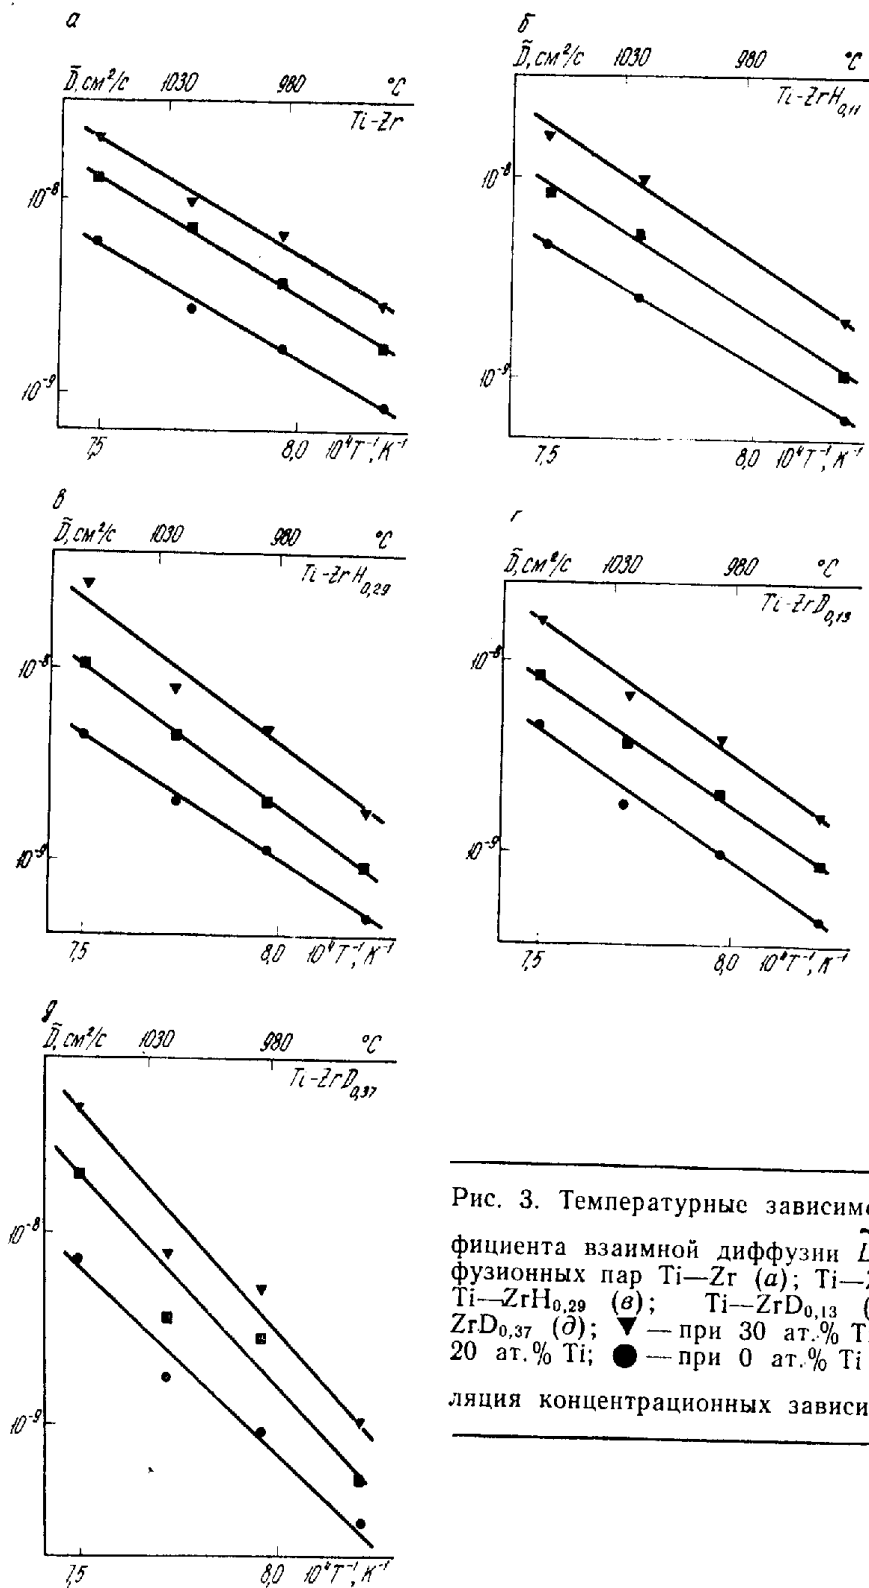 а
D̃, см²/с 1030 980 °C
Ti-Zr
10⁻⁸
10⁻⁹
7,5 8,0 10⁴T⁻¹, K⁻¹
б
D̃, см²/с 1030 980 °C
Ti-ZrH₀,₁₁
10⁻⁸
10⁻⁹
7,5 8,0 10⁴T⁻¹, K⁻¹
в
D̃, см²/с 1030 980 °C
Ti-ZrH₀,₂₉
10⁻⁸
10⁻⁹
7,5 8,0 10⁴T⁻¹, K⁻¹
г
D̃, см²/с 1030 980 °C
Ti-ZrD₀,₁₃
10⁻⁸
10⁻⁹
7,5 8,0 10⁴T⁻¹, K⁻¹
д
D̃, см²/с 1030 980 °C
Ti-ZrD₀,₃₇
10⁻⁸
10⁻⁹
7,5 8,0 10⁴T⁻¹, K⁻¹
Рис. 3. Температурные зависимо
фициента взаимной диффузии
фузионных пар Ti—Zr (а); Ti—
Ti—ZrH₀,₂₉ (в); Ti—ZrD₀,₁₃ (
ZrD₀,₃₇ (д); ▼ — при 30 ат.% Ti
20 ат.% Ti; ● — при 0 ат.% Ti
ляция концентрационных зависи